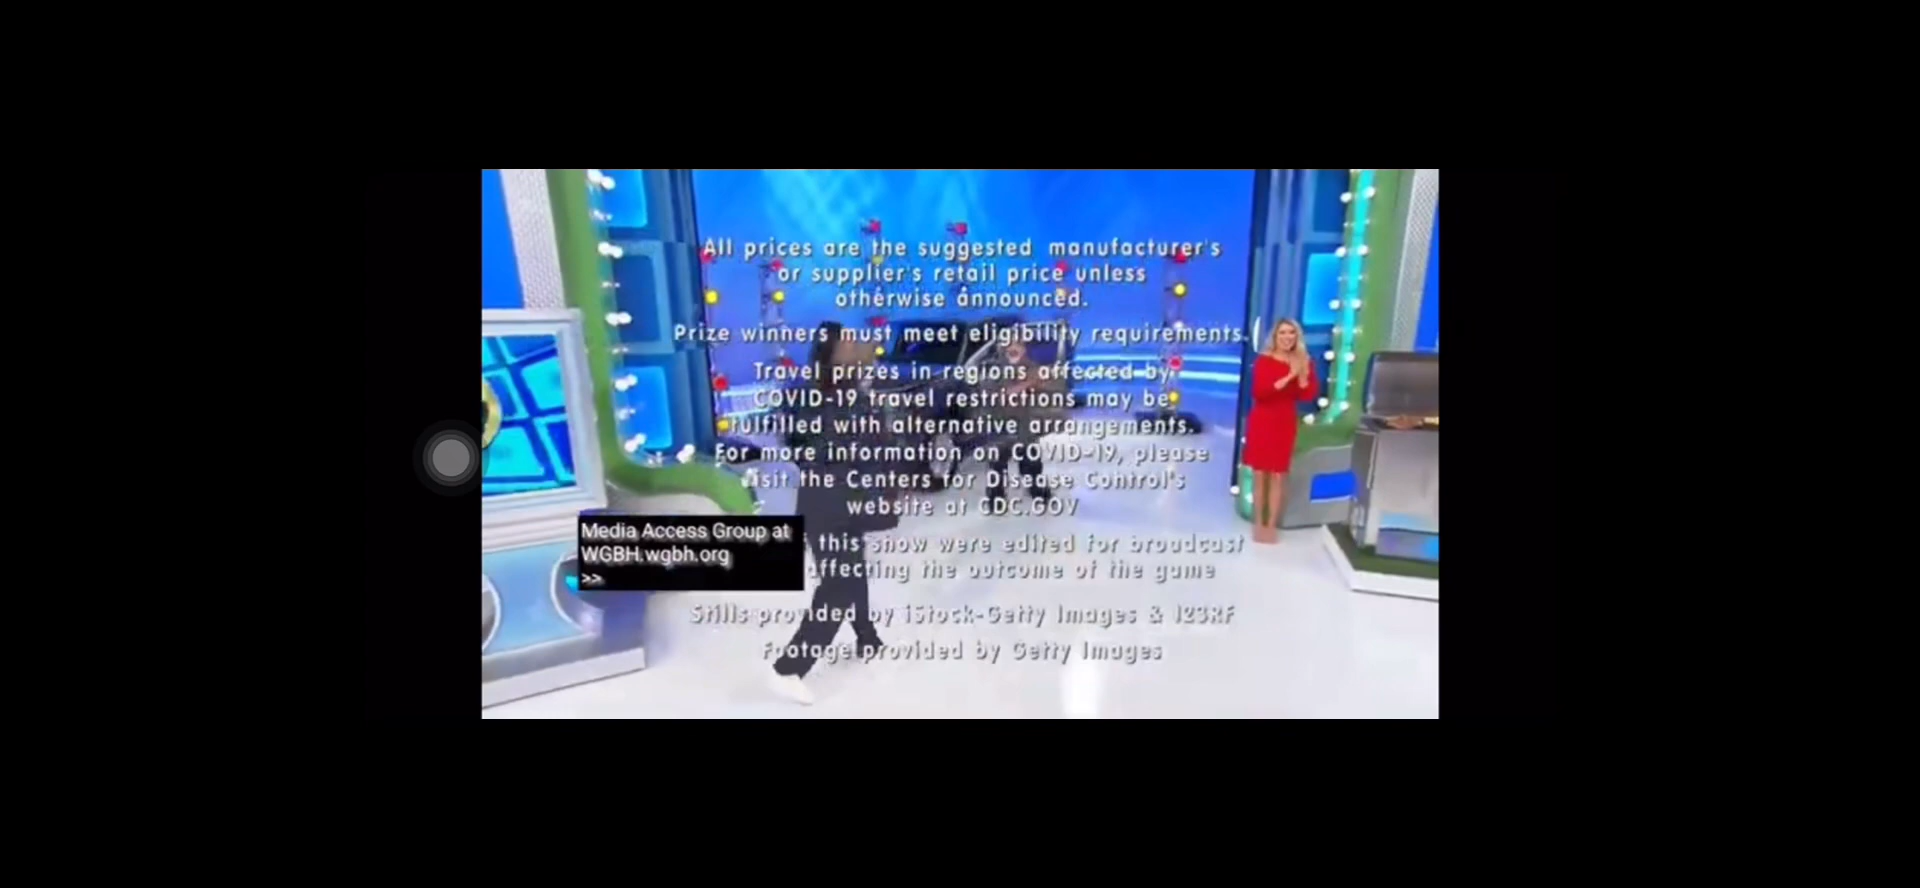 All prices are the suggested manufacturer's
or supplier's retail price unless
otherwise announced.
Prize winners must meet eligibility requirements.
Travel prizes in regions affected by
COVID-19 travel restrictions may be
fulfilled with alternative arrangements.
For more information on COVID-19, please
visit the Centers for Disease Control's
website at CDC.GOV
this show were edited for broadcast
affecting the outcome of the game
Media Access Group at
WGBH.wgbh.org
>>
Stills provided by iStock-Getty Images & 123RF
Footage provided by Getty Images